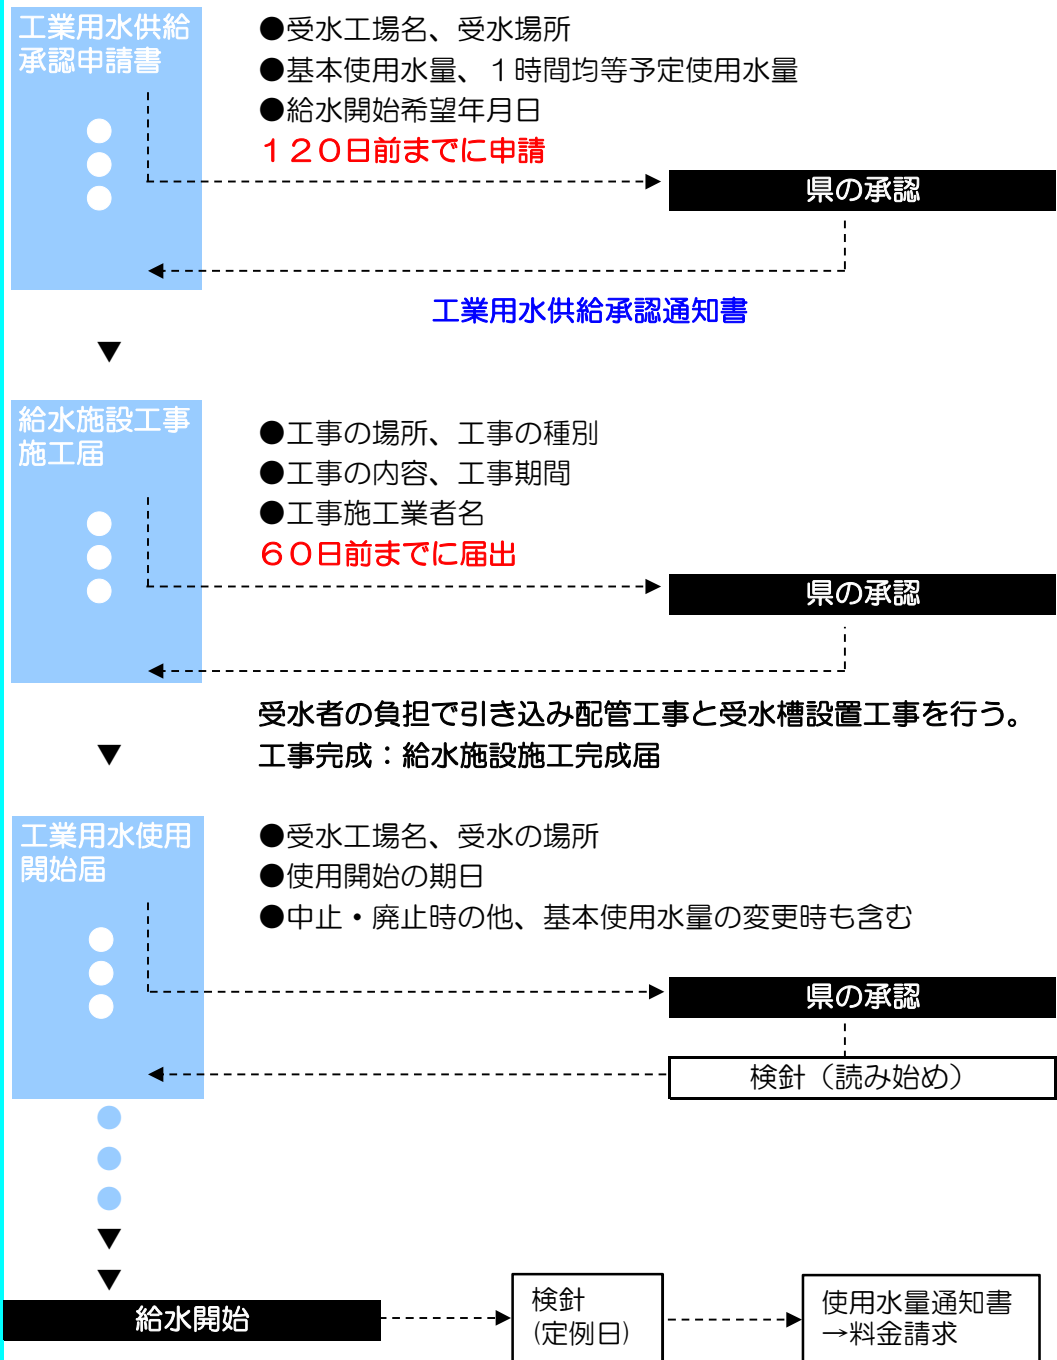 工業用水供給
承認申請書
●受水工場名、受水場所
●基本使用水量、１時間均等予定使用水量
●給水開始希望年月日
１２０日前までに申請
県の承認
工業用水供給承認通知書
▼
給水施設工事
施工届
●工事の場所、工事の種別
●工事の内容、工事期間
●工事施工業者名
６０日前までに届出
県の承認
受水者の負担で引き込み配管工事と受水槽設置工事を行う。
工事完成：給水施設施工完成届
▼
工業用水使用
開始届
●受水工場名、受水の場所
●使用開始の期日
●中止・廃止時の他、基本使用水量の変更時も含む
県の承認
検針（読み始め）
▼
▼
給水開始
検針
(定例日)
使用水量通知書
→料金請求